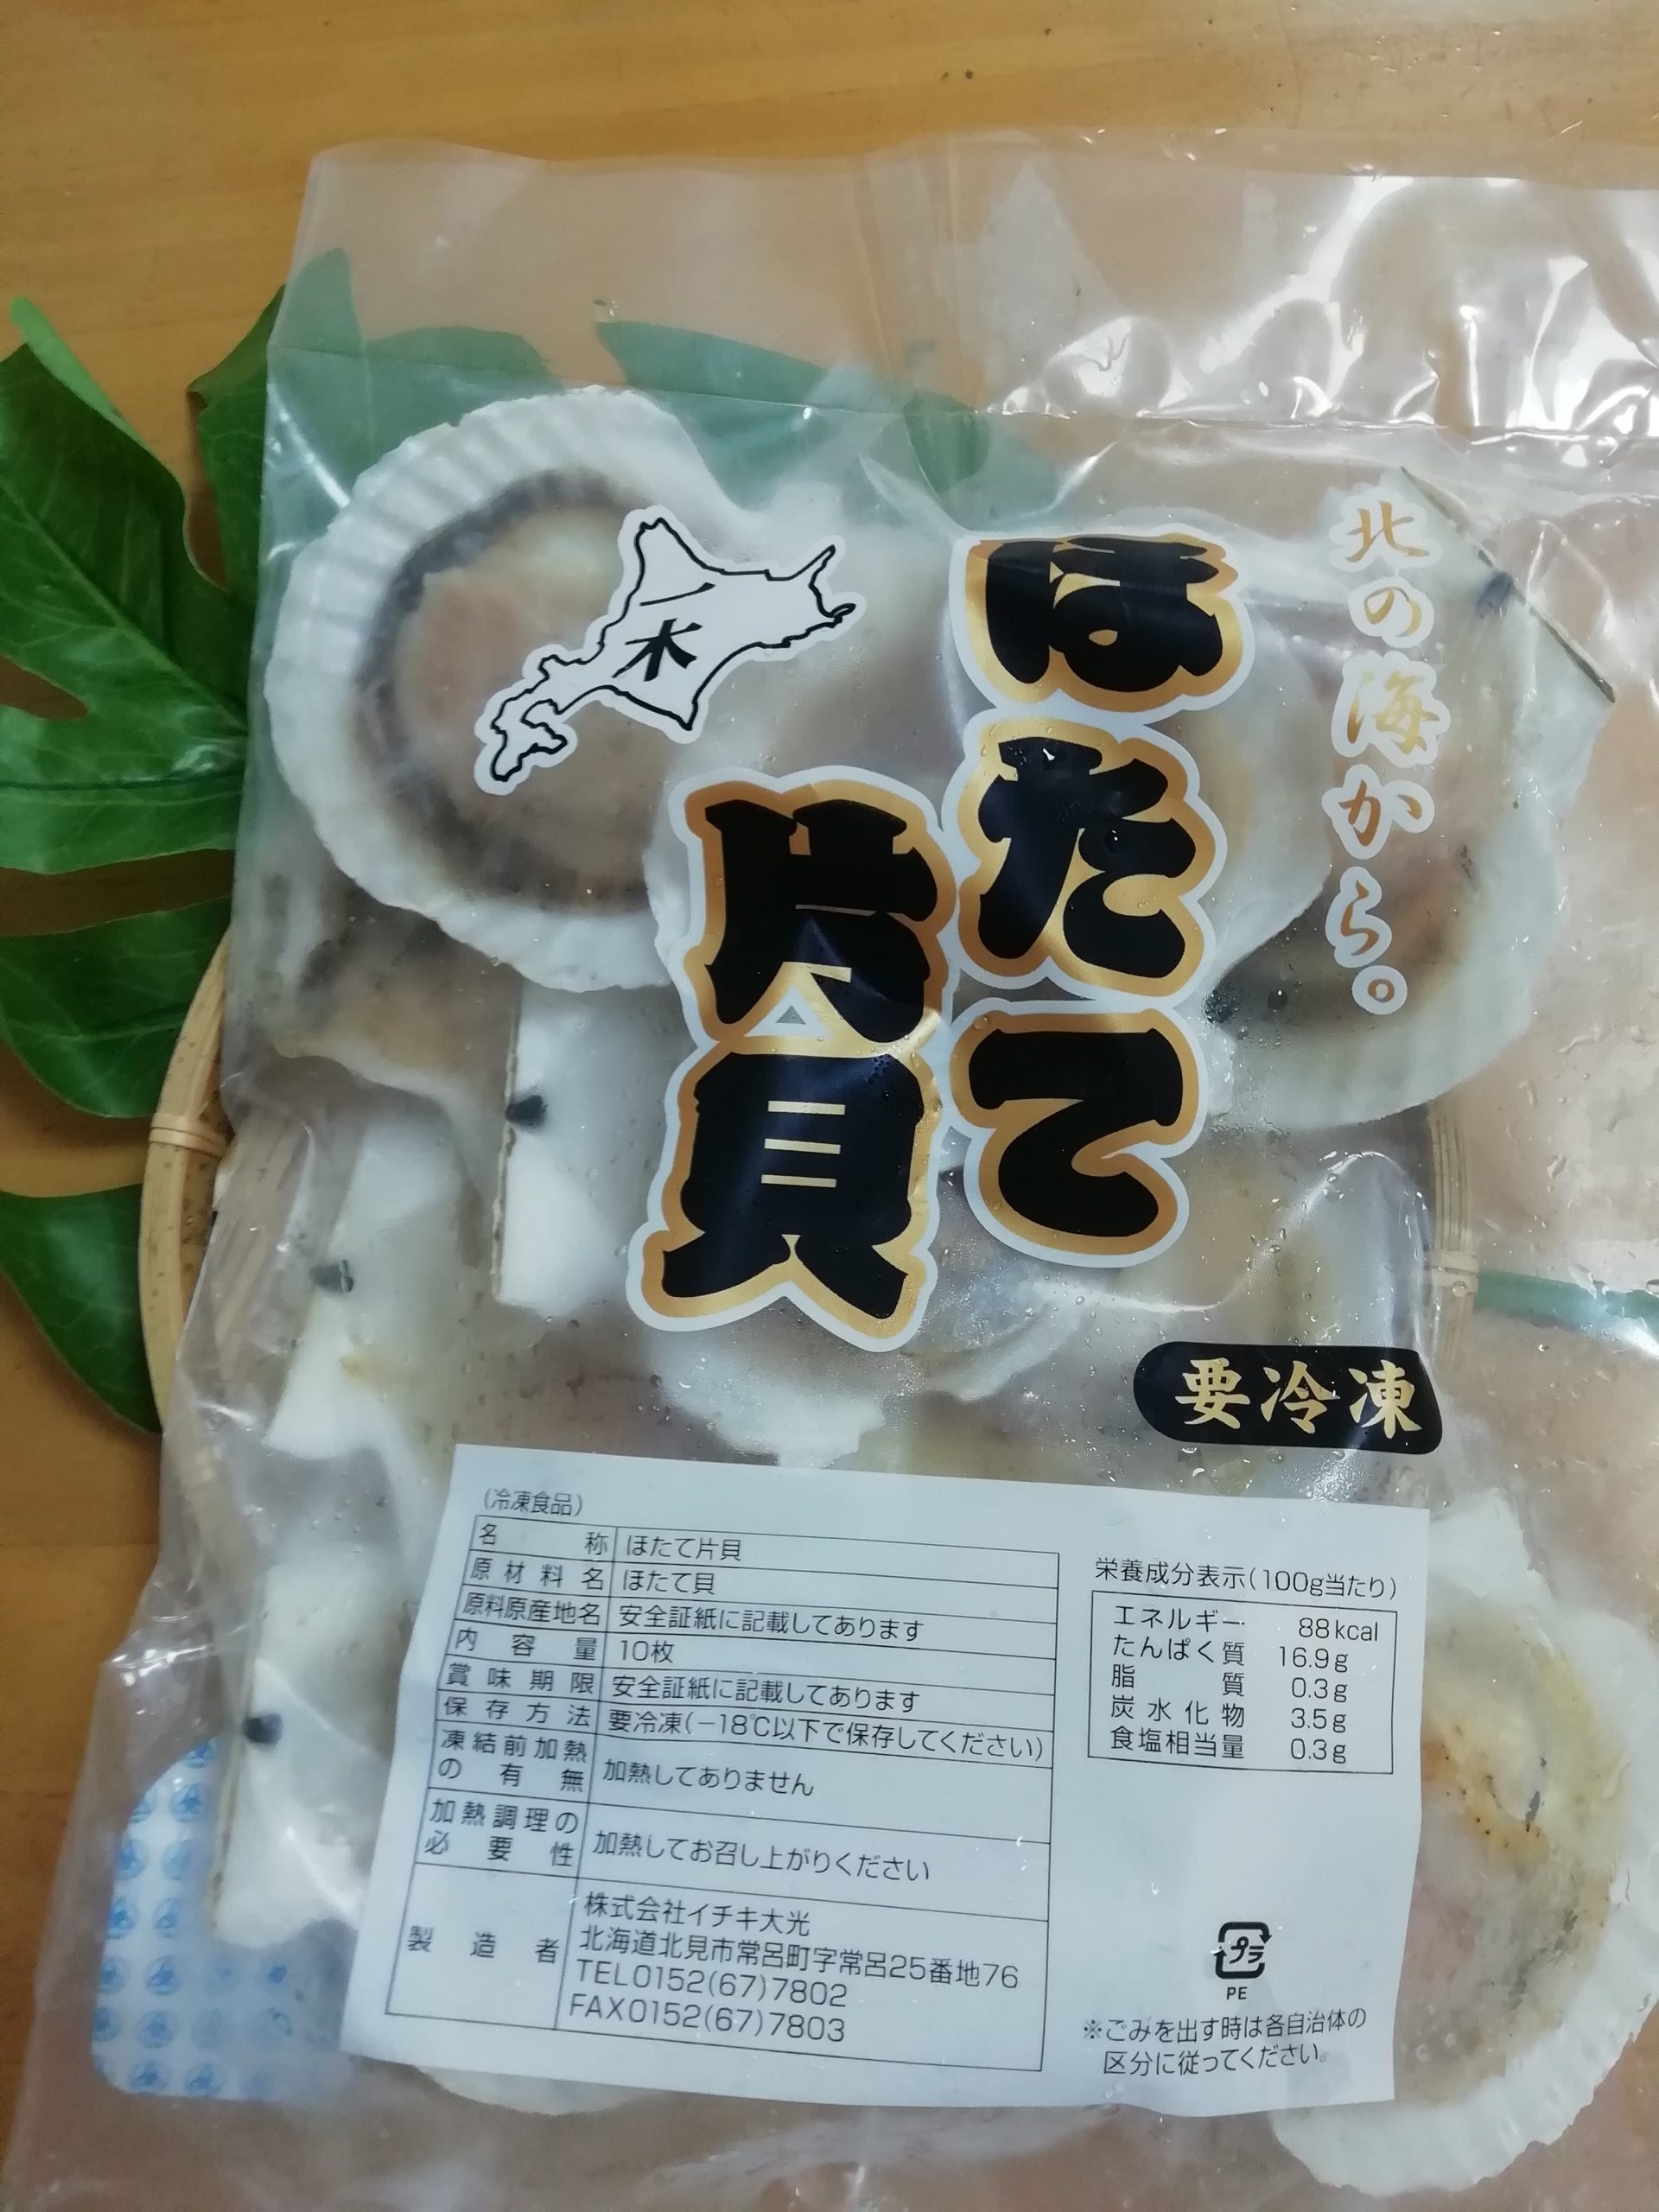 北の海から。
ほたて
片貝
一木
要冷凍
(冷凍食品)
名称 ほたて片貝
原材料名 ほたて貝
原料原産地名 安全証紙に記載してあります
内容量 10枚
賞味期限 安全証紙に記載してあります
保存方法 要冷凍(-18℃以下で保存してください)
凍結前加熱
の有無 加熱してありません
加熱調理の
必要性 加熱してお召し上がりください
製造者 株式会社イチキ大光
北海道北見市常呂町字常呂25番地76
TEL0152(67)7802
FAX0152(67)7803
栄養成分表示(100g当たり)
エネルギー 88kcal
たんぱく質 16.9g
脂質 0.3g
炭水化物 3.5g
食塩相当量 0.3g
プラ
PE
※ごみを出す時は各自治体の
区分に従ってください。